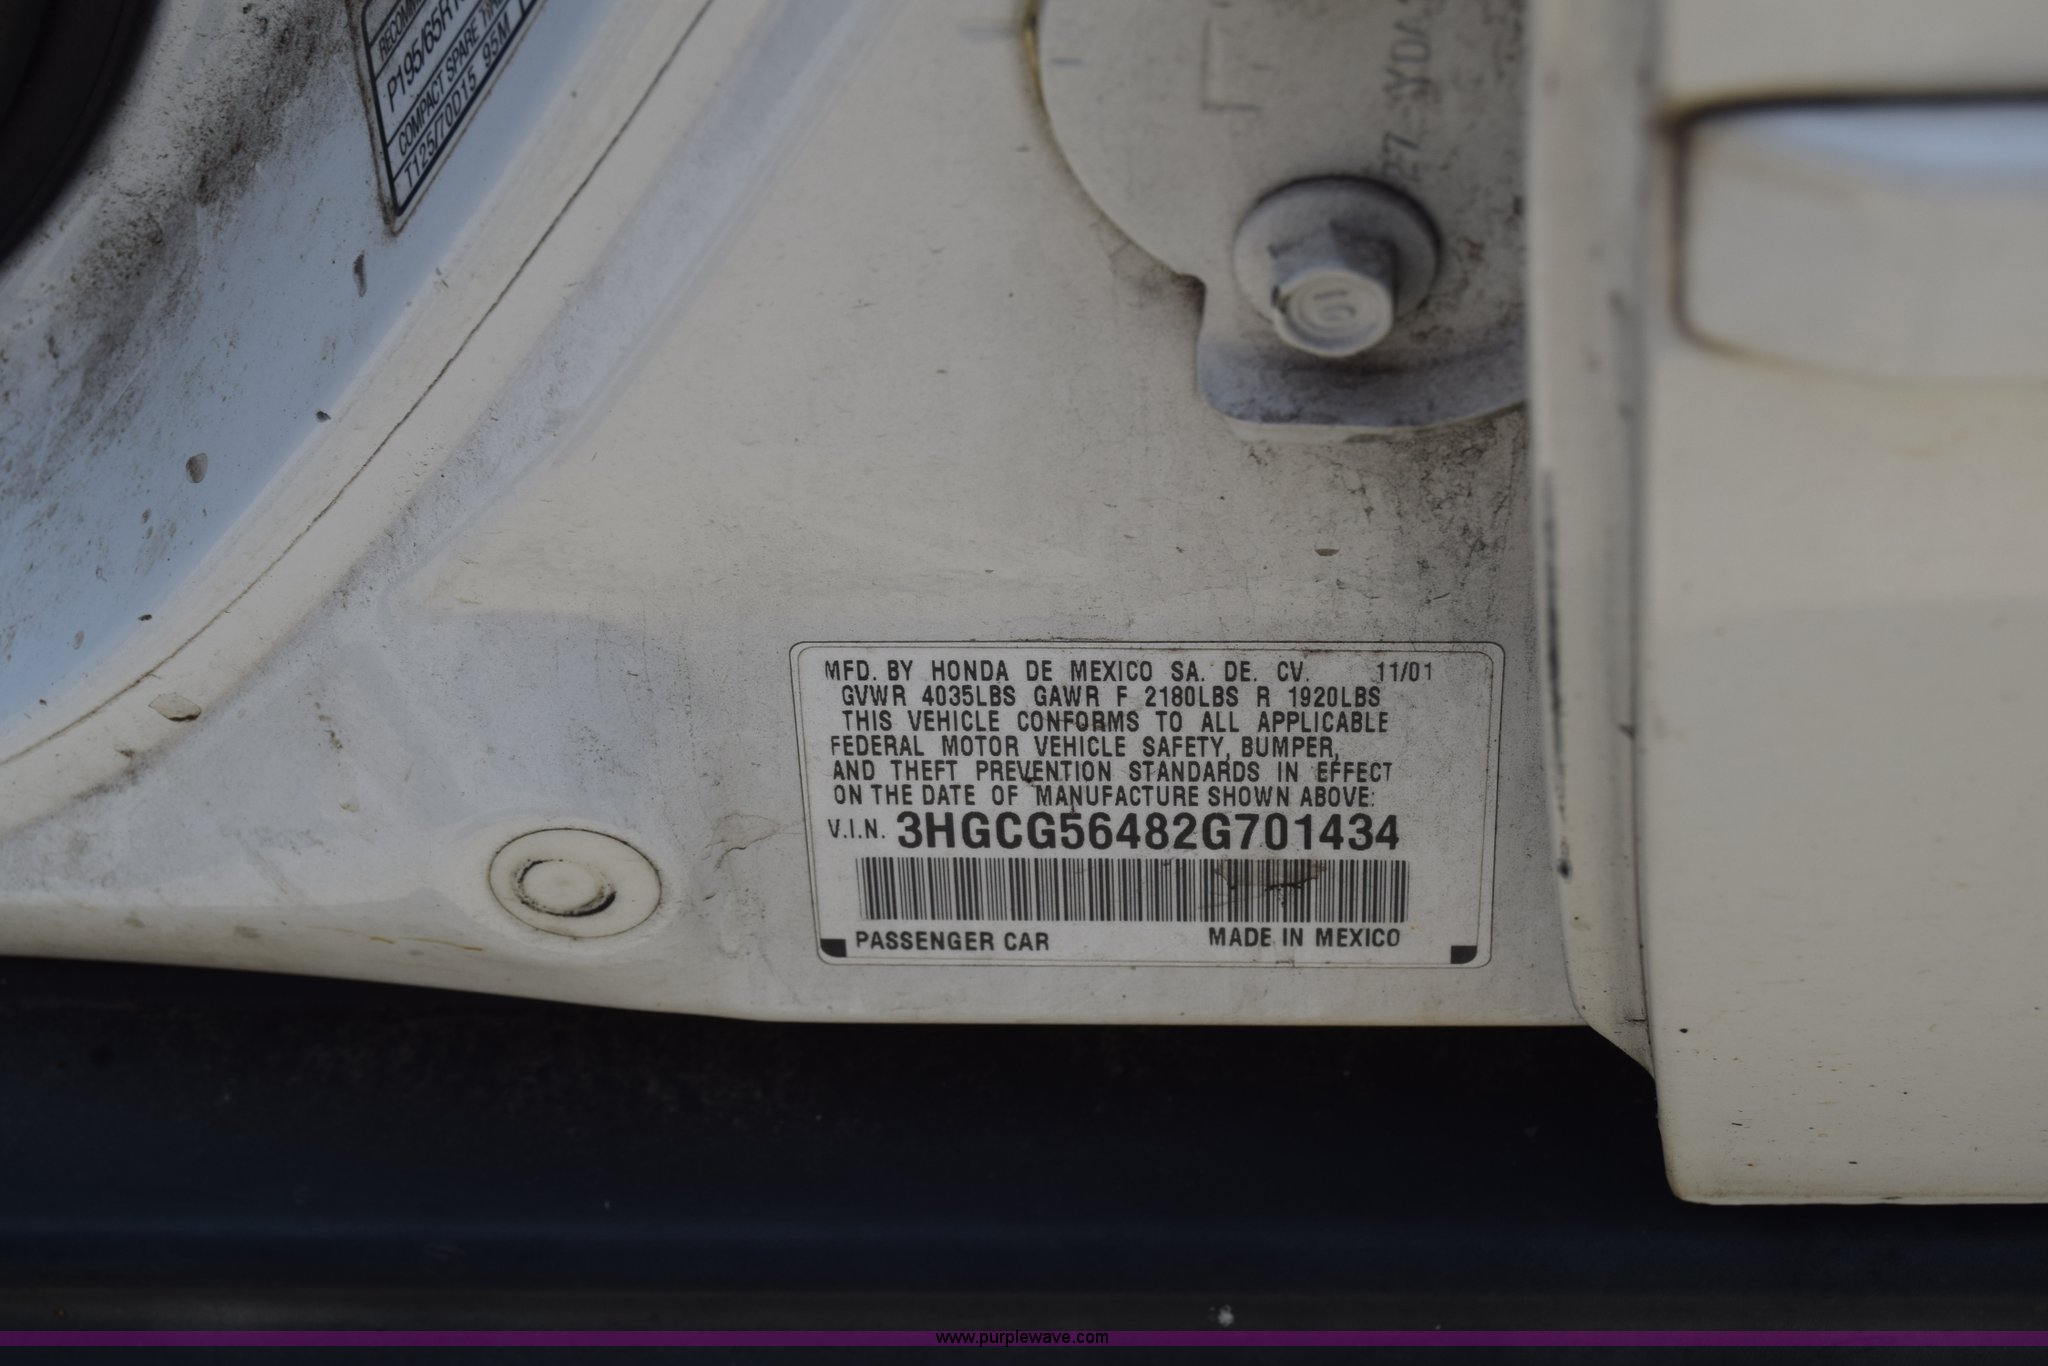 P195/65R
COMPACT SPARE
T125/70D15 95M
MFD. BY HONDA DE MEXICO SA. DE. CV. 11/01
GVWR 4035LBS GAWR F 2180LBS R 1920LBS
THIS VEHICLE CONFORMS TO ALL APPLICABLE
FEDERAL MOTOR VEHICLE SAFETY, BUMPER,
AND THEFT PREVENTION STANDARDS IN EFFECT
ON THE DATE OF MANUFACTURE SHOWN ABOVE:
V.I.N. 3HGCG56482G701434
PASSENGER CAR MADE IN MEXICO
www.purplewave.com